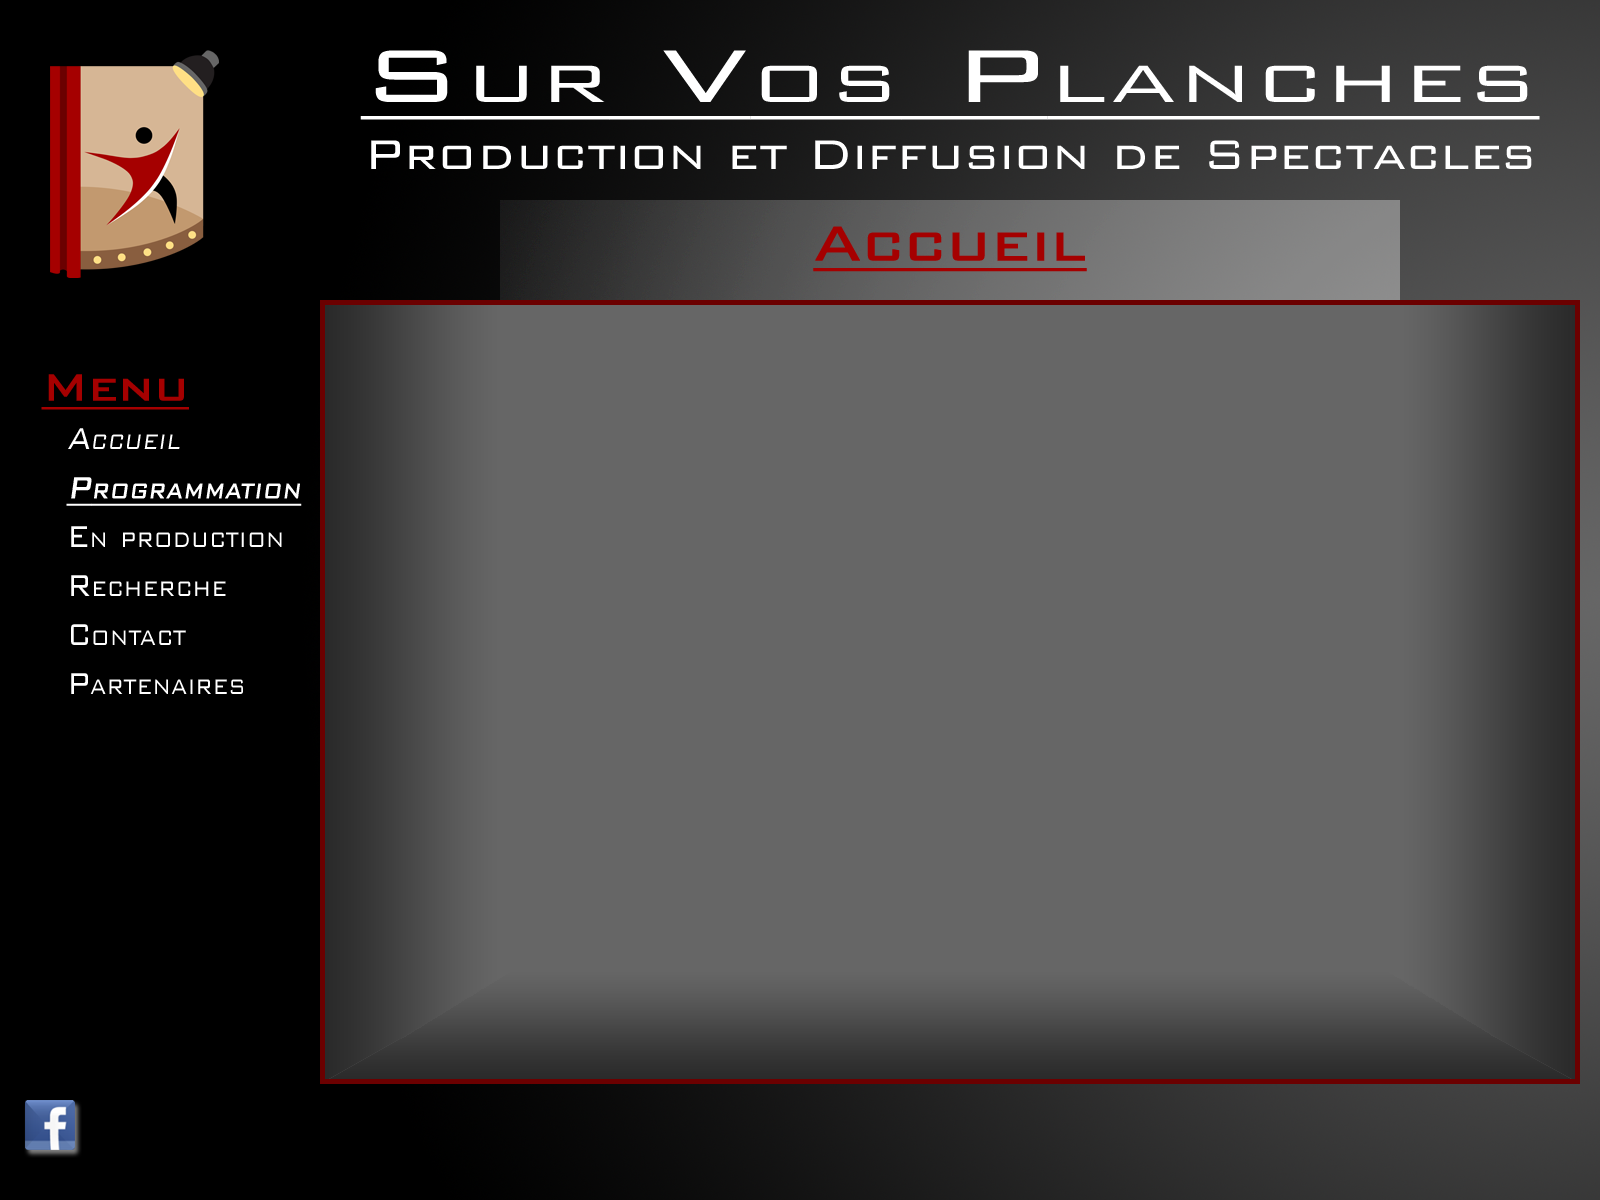 Sur Vos Planches
Production et Diffusion de Spectacles
Accueil
Menu
Accueil
Programmation
En production
Recherche
Contact
Partenaires
f